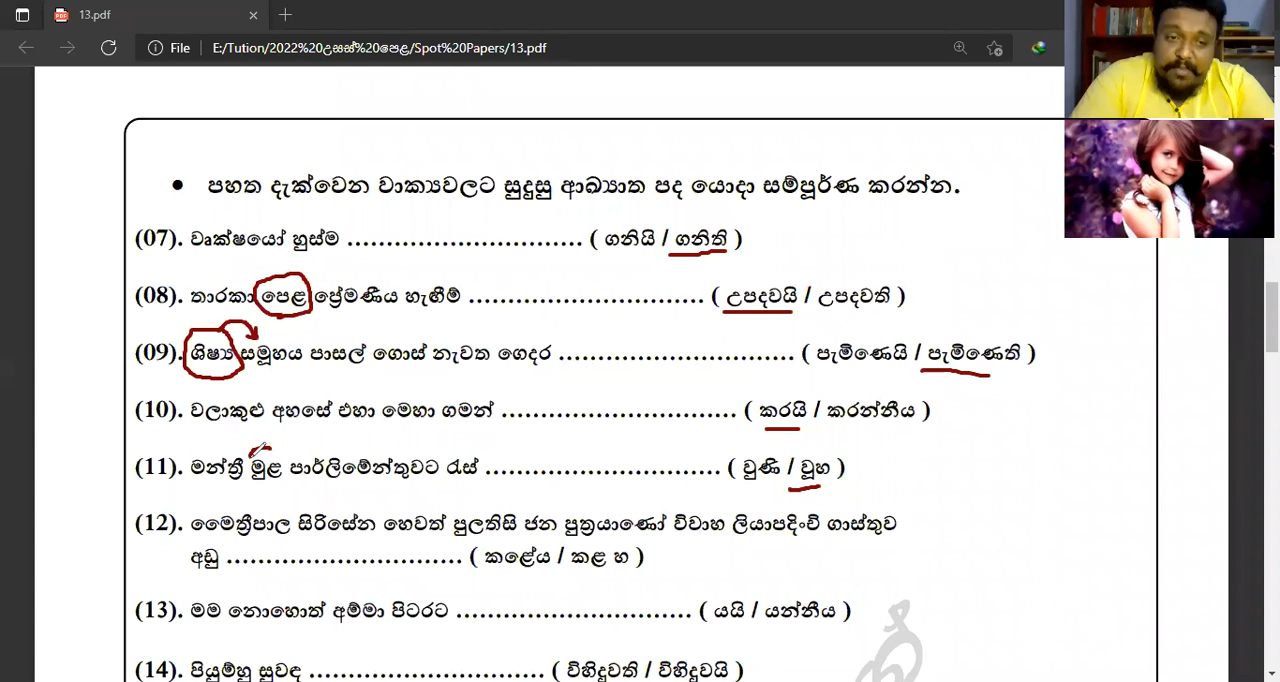 13.pdf
File E:/Tution/2022%20උසස්%20පෙළ/Spot%20Papers/13.pdf
• පහත දැක්වෙන වාක්‍යවලට සුදුසු ආඛ්‍යාත පද යොදා සම්පූර්ණ කරන්න.
(07). වෘක්ෂයෝ හුස්ම .............................. ( ගනියි / ගනිති )
(08). තාරකා පෙළ ප්‍රේමණීය හැඟීම් .............................. ( උපදවයි / උපදවති )
(09). ශිෂ්‍ය සමූහය පාසල් ගොස් නැවත ගෙදර .............................. ( පැමිණෙයි / පැමිණෙති )
(10). වලාකුළු අහසේ එහා මෙහා ගමන් .............................. ( කරයි / කරන්නීය )
(11). මන්ත්‍රී මුළ පාර්ලිමේන්තුවට රැස් .............................. ( වුණි / වූහ )
(12). මෛත්‍රීපාල සිරිසේන හෙවත් පුලතිසි ජන පුත්‍රයාණෝ විවාහ ලියාපදිංචි ගාස්තුව
අඩු .............................. ( කළේය / කළ හ )
(13). මම නොහොත් අම්මා පිටරට .............................. ( යයි / යන්නීය )
(14). පියුම්හු සුවඳ .............................. ( විහිදුවති / විහිදුවයි )